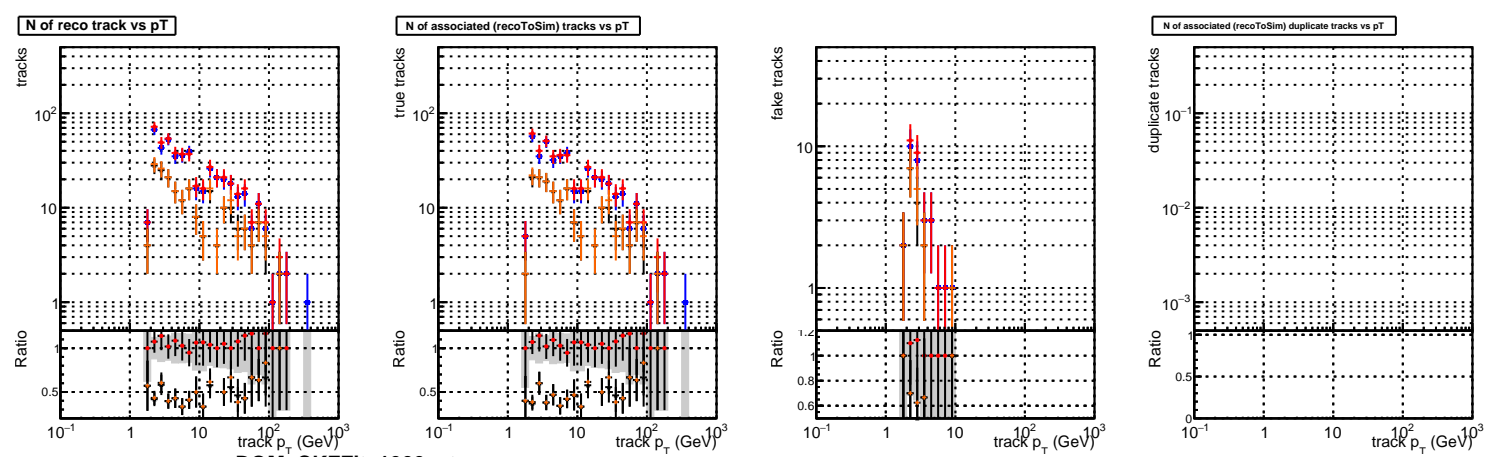 N of reco track vs pT
tracks
10²
10
1
Ratio
1
0.5
10⁻¹ 1 10 10² 10³
track p_T (GeV)
N of associated (recoToSim) tracks vs pT
true tracks
10²
10
1
Ratio
1
0.5
10⁻¹ 1 10 10² 10³
track p_T (GeV)
fake tracks
10
1
Ratio
1.2
1
0.8
0.6
10⁻¹ 1 10 10² 10³
track p_T (GeV)
N of associated (recoToSim) duplicate tracks vs pT
duplicate tracks
10⁻¹
10⁻²
10⁻³
Ratio
1
0.5
0
10⁻¹ 1 10 10² 10³
track p_T (GeV)